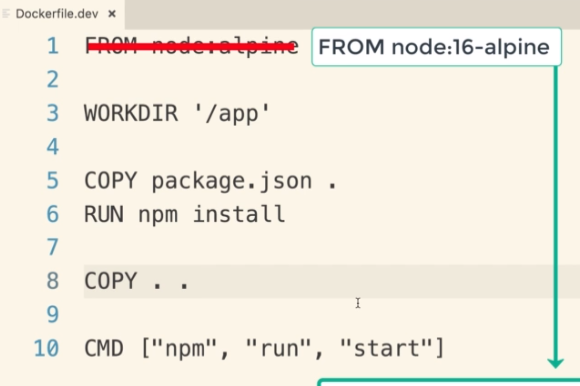 Dockerfile.dev ×
1 FROM node:alpine FROM node:16-alpine
2
3 WORKDIR '/app'
4
5 COPY package.json .
6 RUN npm install
7
8 COPY . .
9
10 CMD ["npm", "run", "start"]